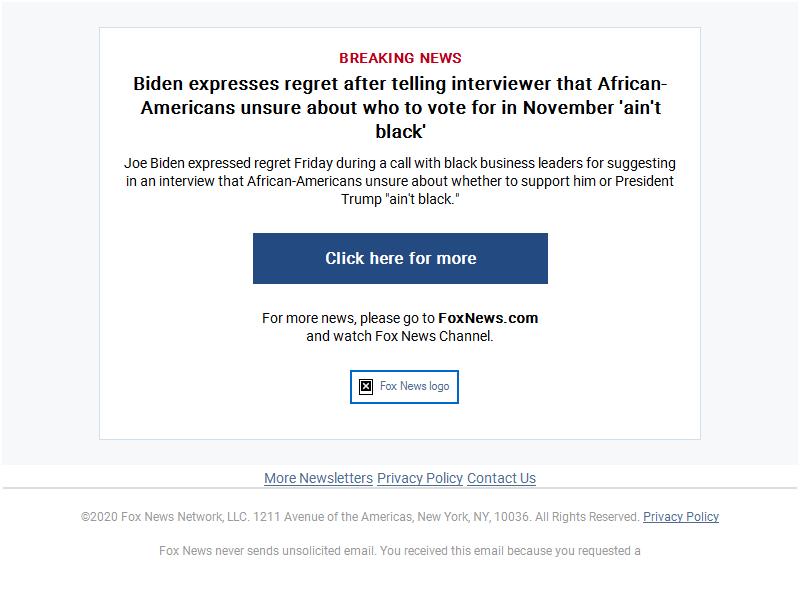 BREAKING NEWS
Biden expresses regret after telling interviewer that African-
Americans unsure about who to vote for in November 'ain't
black'
Joe Biden expressed regret Friday during a call with black business leaders for suggesting
in an interview that African-Americans unsure about whether to support him or President
Trump "ain't black."
Click here for more
For more news, please go to FoxNews.com
and watch Fox News Channel.
Fox News logo
More Newsletters Privacy Policy Contact Us
©2020 Fox News Network, LLC. 1211 Avenue of the Americas, New York, NY, 10036. All Rights Reserved. Privacy Policy
Fox News never sends unsolicited email. You received this email because you requested a